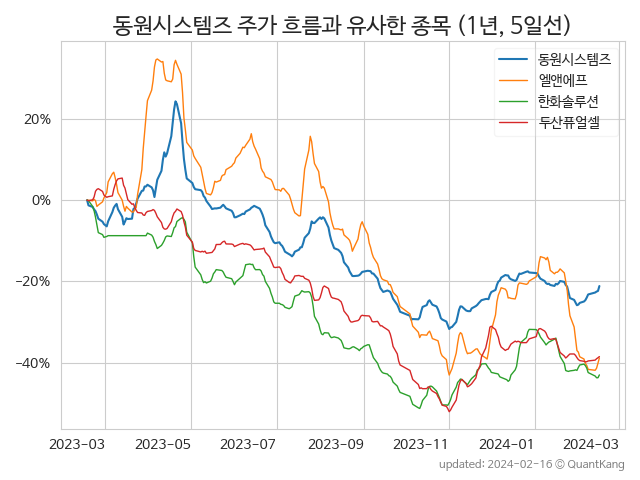 동원시스템즈 주가 흐름과 유사한 종목 (1년, 5일선)
동원시스템즈
엘앤에프
한화솔루션
두산퓨얼셀
20%
0%
−20%
−40%
2023-03 2023-05 2023-07 2023-09 2023-11 2024-01 2024-03
updated: 2024-02-16 © QuantKang